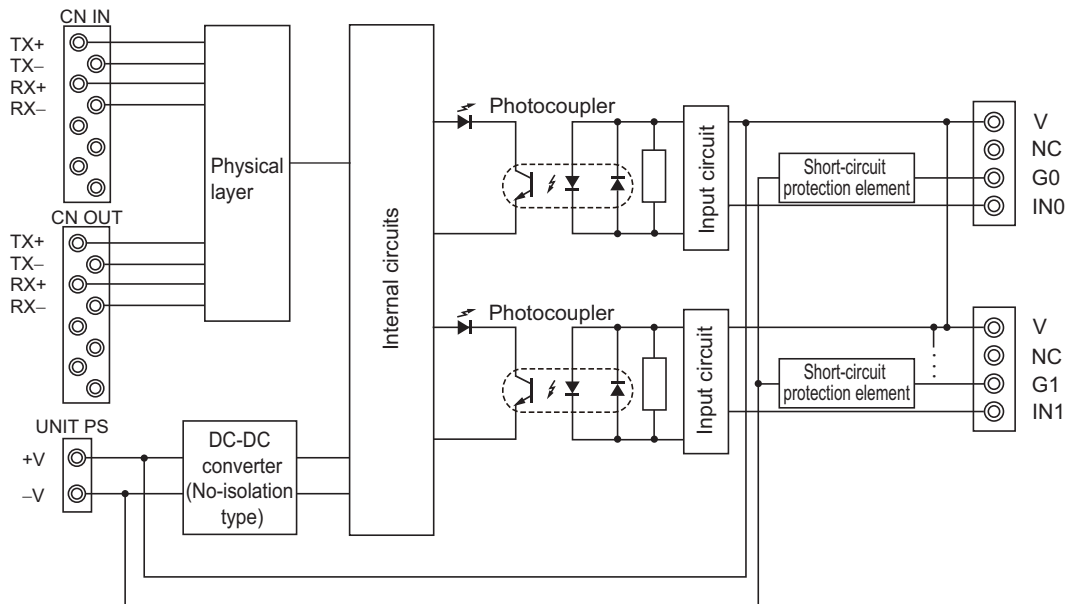 CN IN
TX+
TX−
RX+
RX−
CN OUT
TX+
TX−
RX+
RX−
UNIT PS
+V
−V
Physical
layer
DC-DC
converter
(No-isolation
type)
Internal circuits
Photocoupler
Input circuit
Short-circuit
protection element
V
NC
G0
IN0
Photocoupler
Input circuit
Short-circuit
protection element
V
NC
G1
IN1